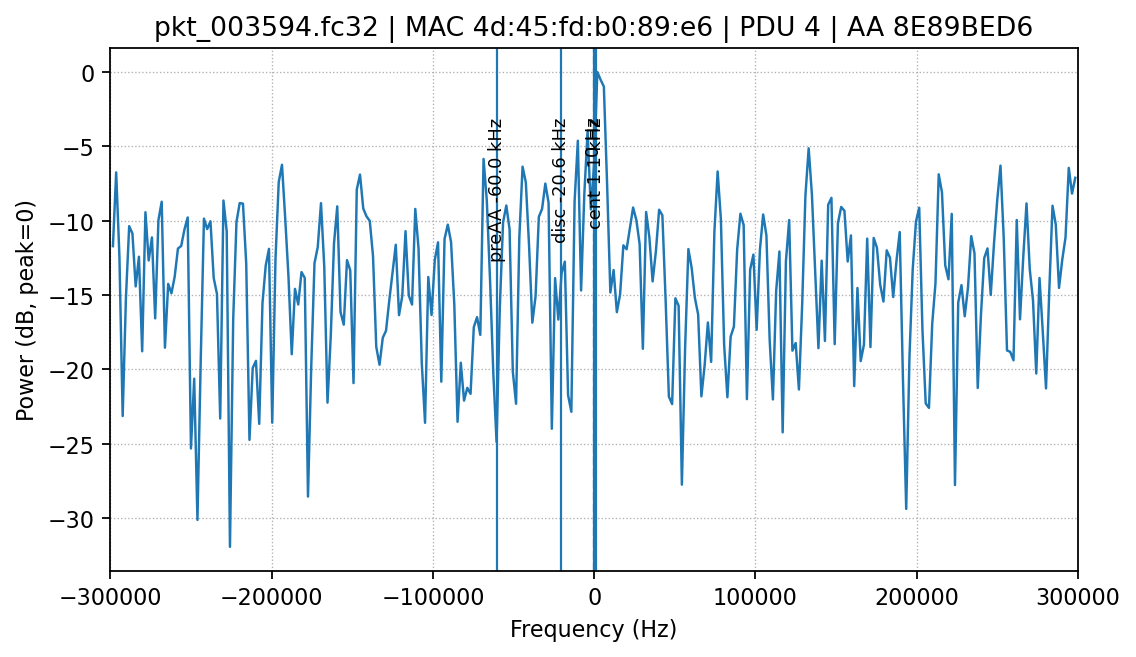 pkt_003594.fc32 | MAC 4d:45:fd:b0:89:e6 | PDU 4 | AA 8E89BED6
Power (dB, peak=0)
0
−5
−10
−15
−20
−25
−30
preAA -60.0 kHz
disc -20.6 kHz
cent 1.1 kHz
−300000
−200000
−100000
0
100000
200000
300000
Frequency (Hz)